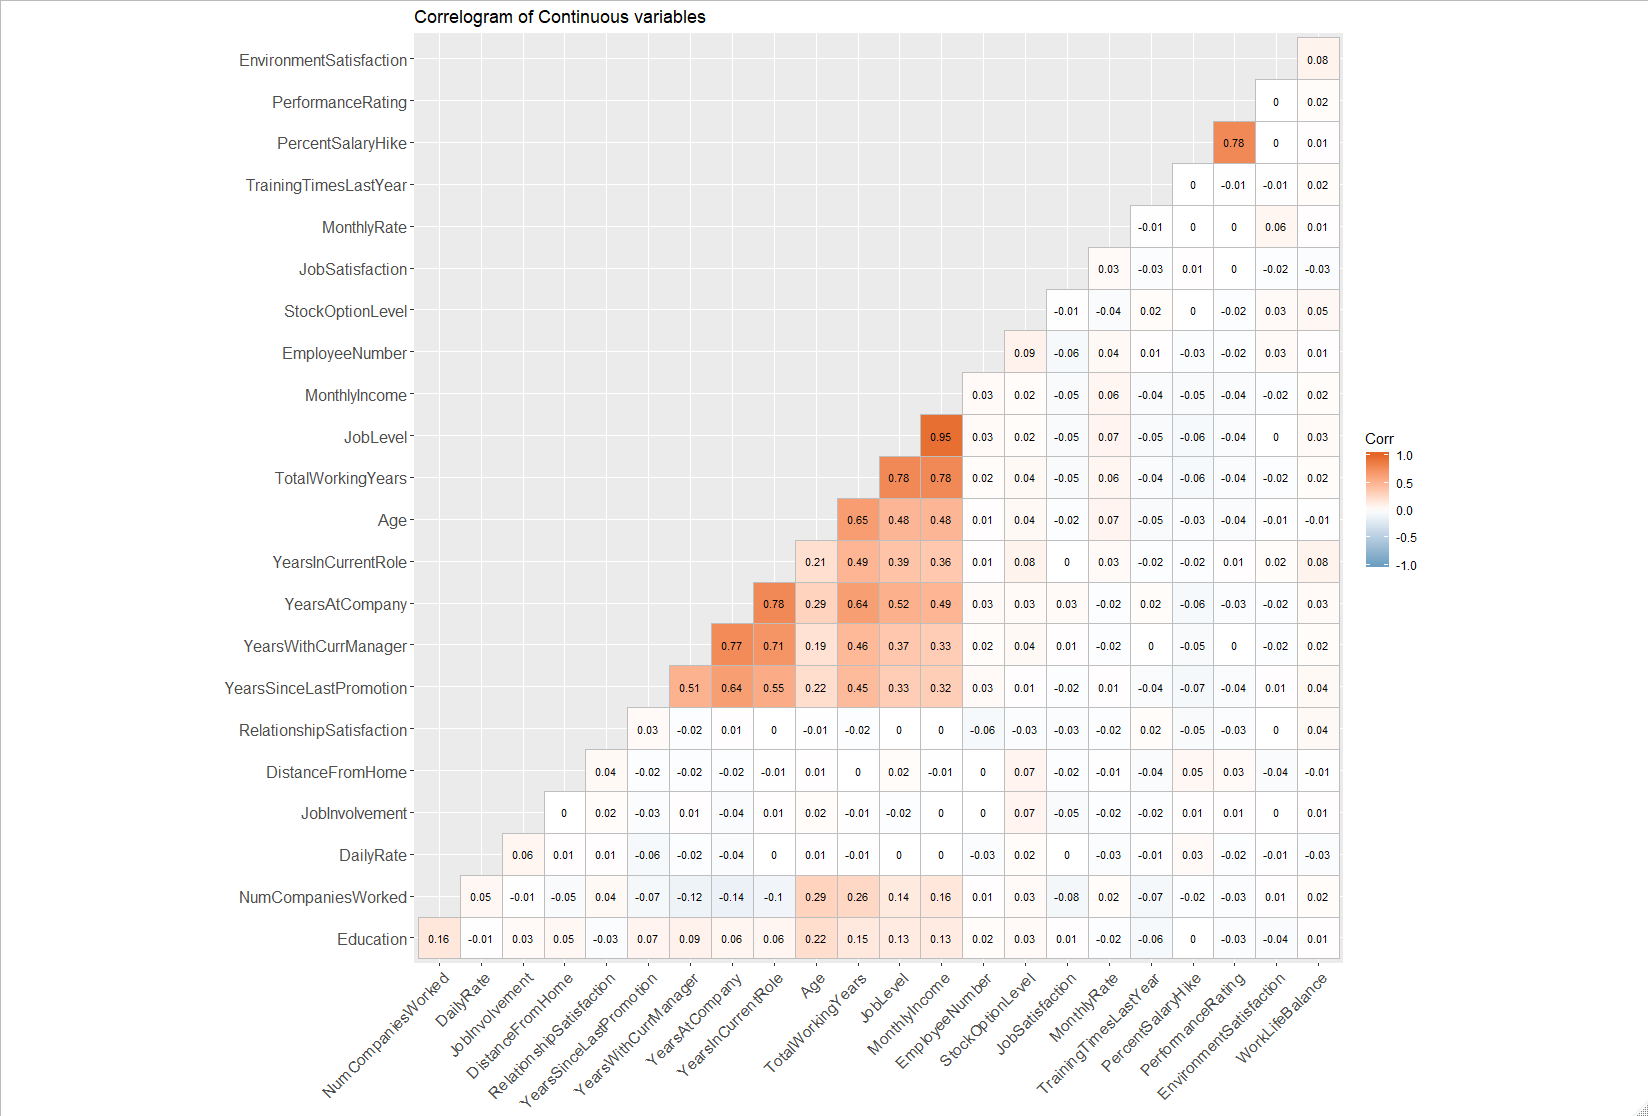 Correlogram of Continuous variables
EnvironmentSatisfaction 0.08
PerformanceRating 0 0.02
PercentSalaryHike 0.78 0 0.01
TrainingTimesLastYear 0 -0.01 -0.01 0.02
MonthlyRate -0.01 0 0 0.06 0.01
JobSatisfaction 0.03 -0.03 0.01 0 -0.02 -0.03
StockOptionLevel -0.01 -0.04 0.02 0 -0.02 0.03 0.05
EmployeeNumber 0.09 -0.06 0.04 0.01 -0.03 -0.02 0.03 0.01
MonthlyIncome 0.03 0.02 -0.05 0.06 -0.04 -0.05 -0.04 -0.02 0.02
JobLevel 0.95 0.03 0.02 -0.05 0.07 -0.05 -0.06 -0.04 0 0.03
TotalWorkingYears 0.78 0.78 0.02 0.04 -0.05 0.06 -0.04 -0.06 -0.04 -0.02 0.02
Age 0.65 0.48 0.48 0.01 0.04 -0.02 0.07 -0.05 -0.03 -0.04 -0.01 -0.01
YearsInCurrentRole 0.21 0.49 0.39 0.36 0.01 0.08 0 0.03 -0.02 -0.02 0.01 0.02 0.08
YearsAtCompany 0.78 0.29 0.64 0.52 0.49 0.03 0.03 0.03 -0.02 0.02 -0.06 -0.03 -0.02 0.03
YearsWithCurrManager 0.77 0.71 0.19 0.46 0.37 0.33 0.02 0.04 0.01 -0.02 0 -0.05 0 -0.02 0.02
YearsSinceLastPromotion 0.51 0.64 0.55 0.22 0.45 0.33 0.32 0.03 0.01 -0.02 0.01 -0.04 -0.07 -0.04 0.01 0.04
RelationshipSatisfaction 0.03 -0.02 0.01 0 -0.01 -0.02 0 0 -0.06 -0.03 -0.03 -0.02 0.02 -0.05 -0.03 0 0.04
DistanceFromHome 0.04 -0.02 -0.02 -0.02 -0.01 0.01 0 0.02 -0.01 0 0.07 -0.02 -0.01 -0.04 0.05 0.03 -0.04 -0.01
JobInvolvement 0 0.02 -0.03 0.01 -0.04 0.01 0.02 -0.01 -0.02 0 0 0.07 -0.05 -0.02 -0.02 0.01 0.01 0 0.01
DailyRate 0.06 0.01 0.01 -0.06 -0.02 -0.04 0 0.01 -0.01 0 0 -0.03 0.02 0 -0.03 -0.01 0.03 -0.02 -0.01 -0.03
NumCompaniesWorked 0.05 -0.01 -0.05 0.04 -0.07 -0.12 -0.14 -0.1 0.29 0.26 0.14 0.16 0.01 0.03 -0.08 0.02 -0.07 -0.02 -0.03 0.01 0.02
Education 0.16 -0.01 0.03 0.05 -0.03 0.07 0.09 0.06 0.06 0.22 0.15 0.13 0.13 0.02 0.03 0.01 -0.02 -0.06 0 -0.03 -0.04 0.01
NumCompaniesWorked
DailyRate
JobInvolvement
DistanceFromHome
RelationshipSatisfaction
YearsSinceLastPromotion
YearsWithCurrManager
YearsAtCompany
YearsInCurrentRole
Age
TotalWorkingYears
JobLevel
MonthlyIncome
EmployeeNumber
StockOptionLevel
JobSatisfaction
MonthlyRate
TrainingTimesLastYear
PercentSalaryHike
PerformanceRating
EnvironmentSatisfaction
WorkLifeBalance
Corr
1.0
0.5
0.0
-0.5
-1.0